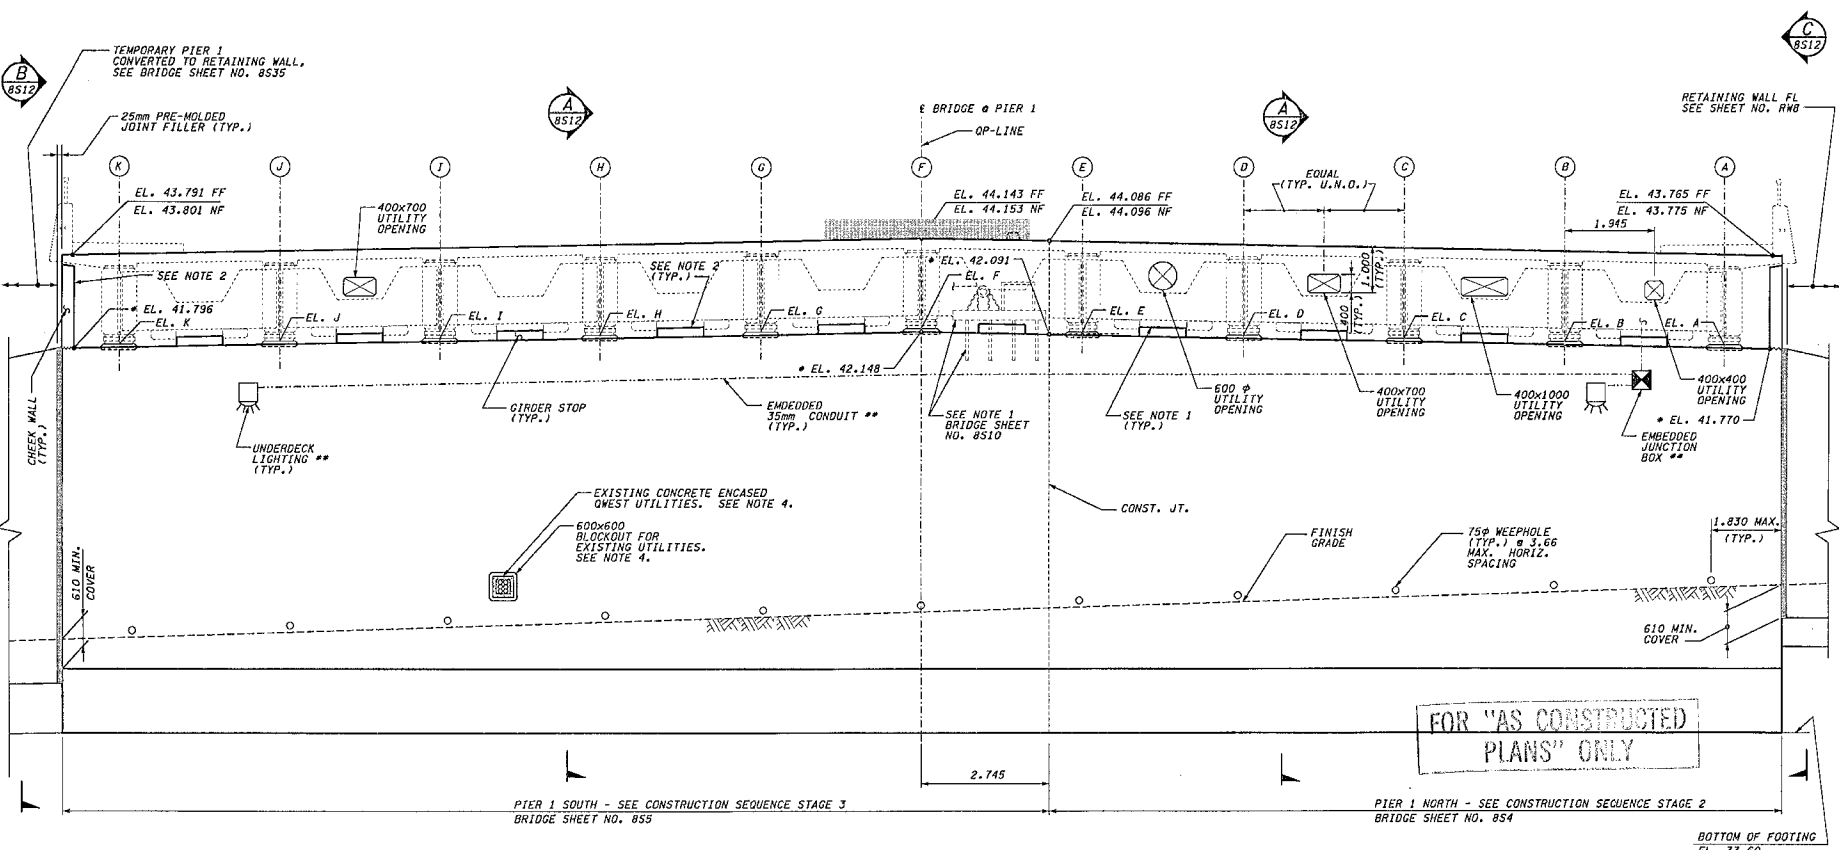 TEMPORARY PIER 1
CONVERTED TO RETAINING WALL,
SEE BRIDGE SHEET NO. 8S35
B
8S12
25mm PRE-MOLDED
JOINT FILLER (TYP.)
A
8S12
℄ BRIDGE @ PIER 1
QP-LINE
A
8S12
C
8S12
RETAINING WALL FL
SEE SHEET NO. RW8
K
J
I
H
G
F
E
D
C
B
A
EL. 43.791 FF
EL. 43.801 NF
400x700
UTILITY
OPENING
EL. 44.143 FF
EL. 44.153 NF
EL. 44.086 FF
EL. 44.096 NF
EQUAL
(TYP. U.N.O.)
EL. 43.765 FF
EL. 43.775 NF
1.945
SEE NOTE 2
SEE NOTE 2
(TYP.)
* EL. 42.091
EL. F
1.000
(TYP.)
400
(TYP.)
* EL. 41.796
EL. K
EL. J
EL. I
EL. H
EL. G
EL. E
EL. D
EL. C
EL. B
EL. A
* EL. 42.148
CHEEK WALL
(TYP.)
UNDERDECK
LIGHTING **
(TYP.)
GIRDER STOP
(TYP.)
EMDEDED
35mm CONDUIT **
(TYP.)
SEE NOTE 1
BRIDGE SHEET
NO. 8S10
SEE NOTE 1
(TYP.)
600 ϕ
UTILITY
OPENING
400x700
UTILITY
OPENING
400x1000
UTILITY
OPENING
400x400
UTILITY
OPENING
* EL. 41.770
EMBEDDED
JUNCTION
BOX **
EXISTING CONCRETE ENCASED
QWEST UTILITIES. SEE NOTE 4.
600x600
BLOCKOUT FOR
EXISTING UTILITIES.
SEE NOTE 4.
CONST. JT.
FINISH
GRADE
75ϕ WEEPHOLE
(TYP.) @ 3.66
MAX. HORIZ.
SPACING
1.830 MAX.
(TYP.)
610 MIN.
COVER
610 MIN.
COVER
FOR "AS CONSTRUCTED
PLANS" ONLY
2.745
PIER 1 SOUTH - SEE CONSTRUCTION SEQUENCE STAGE 3
BRIDGE SHEET NO. 8S5
PIER 1 NORTH - SEE CONSTRUCTION SEQUENCE STAGE 2
BRIDGE SHEET NO. 8S4
BOTTOM OF FOOTING